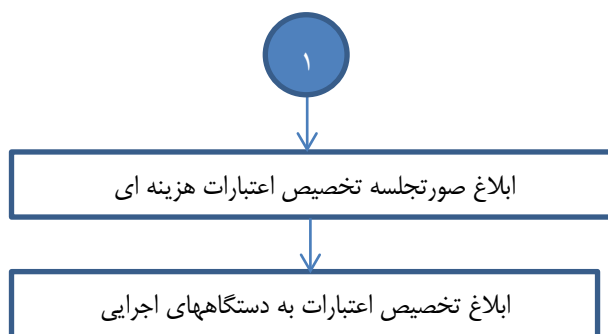 ۱
ابلاغ صورتجلسه تخصیص اعتبارات هزینه ای
ابلاغ تخصیص اعتبارات به دستگاههای اجرایی